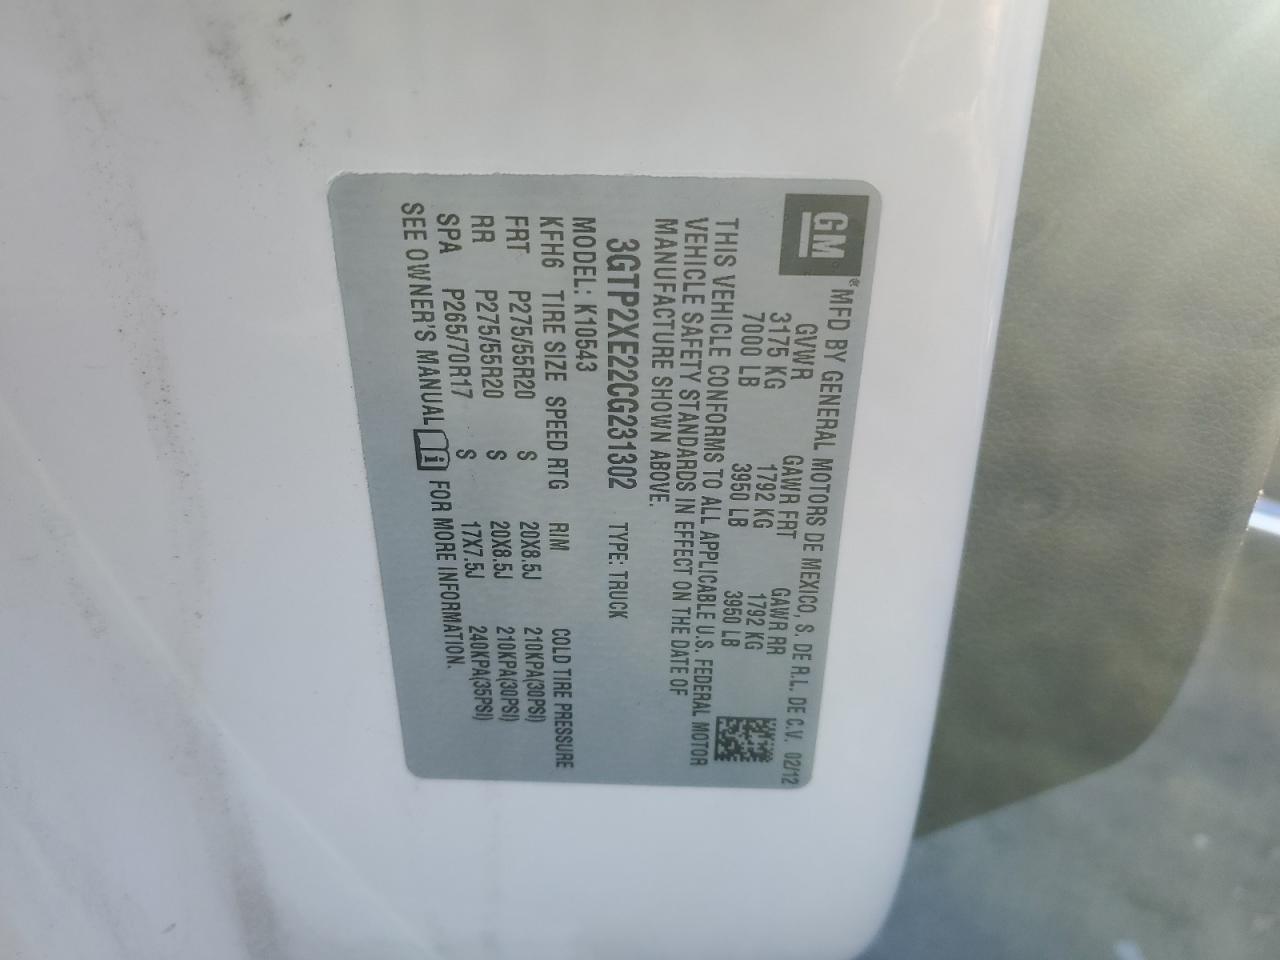 GM
*MFD BY GENERAL MOTORS DE MEXICO, S. DE R.L. DE C.V. 02/12
GVWR GAWR FRT GAWR RR
3175 KG 1792 KG 1792 KG
7000 LB 3950 LB 3950 LB
THIS VEHICLE CONFORMS TO ALL APPLICABLE U.S. FEDERAL MOTOR
VEHICLE SAFETY STANDARDS IN EFFECT ON THE DATE OF
MANUFACTURE SHOWN ABOVE.
3GTP2XE22CG231302 TYPE: TRUCK
MODEL: K10543
KFH6 TIRE SIZE SPEED RTG RIM COLD TIRE PRESSURE
FRT P275/55R20 S 20X8.5J 210KPA(30PSI)
RR P275/55R20 S 20X8.5J 210KPA(30PSI)
SPA P265/70R17 S 17X7.5J 240KPA(35PSI)
SEE OWNER'S MANUAL i FOR MORE INFORMATION.